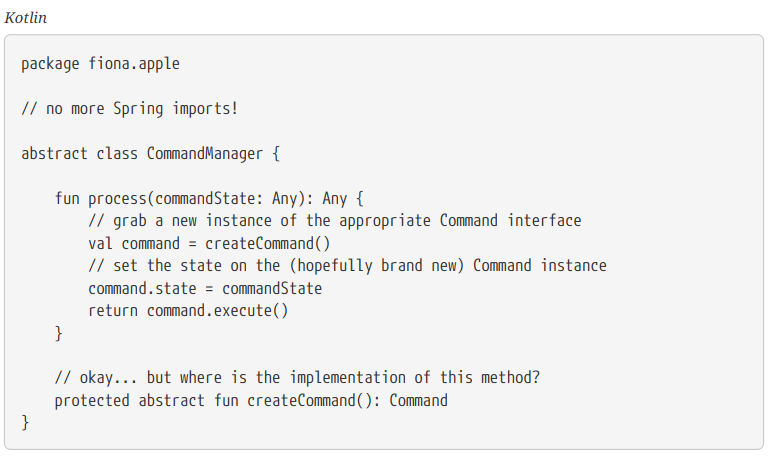 Kotlin
package fiona.apple
// no more Spring imports!
abstract class CommandManager {
    fun process(commandState: Any): Any {
        // grab a new instance of the appropriate Command interface
        val command = createCommand()
        // set the state on the (hopefully brand new) Command instance
        command.state = commandState
        return command.execute()
    }
    // okay... but where is the implementation of this method?
    protected abstract fun createCommand(): Command
}